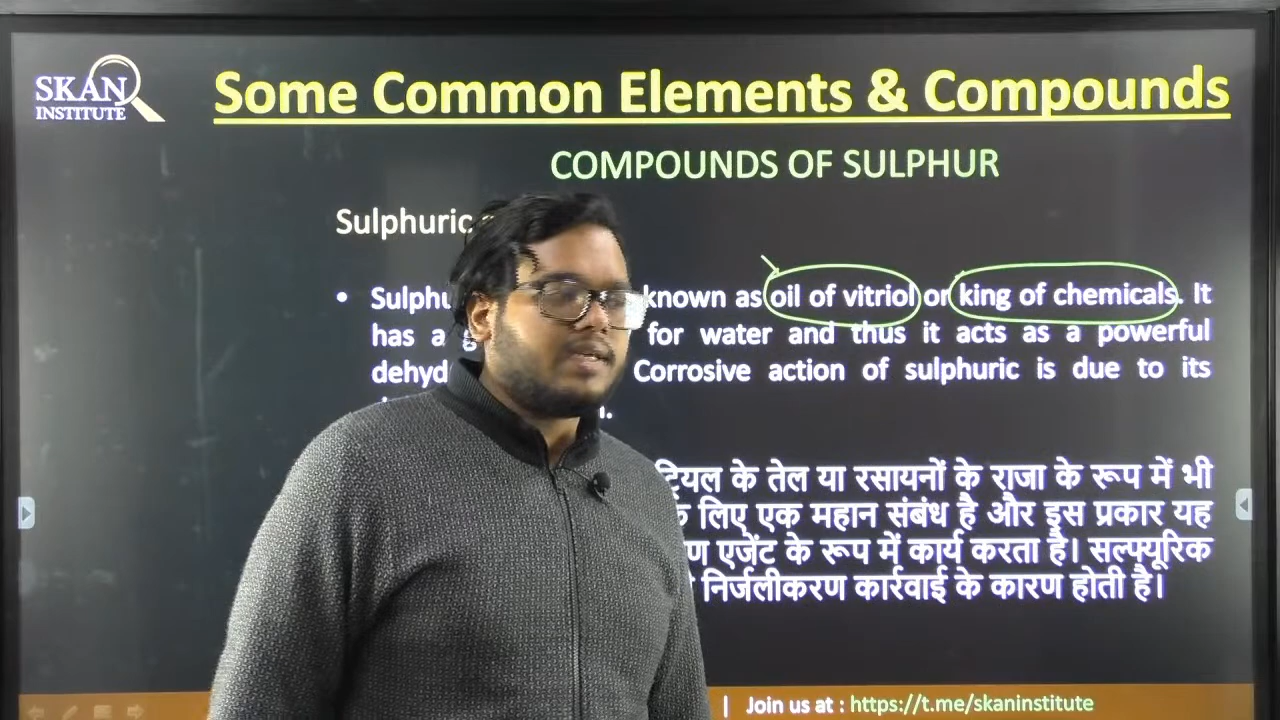 SKAN
INSTITUTE
Some Common Elements & Compounds
COMPOUNDS OF SULPHUR
Sulphuric
• known as oil of vitriol or king of chemicals. It
has a for water and thus it acts as a powerful
Corrosive action of sulphuric is due to its
के तेल या रसायनों के राजा के रूप में भी
लिए एक महान संबंध है और इस प्रकार यह
एजेंट के रूप में कार्य करता है। सल्फ्यूरिक
निर्जलीकरण कार्रवाई के कारण होती है।
| Join us at : https://t.me/skaninstitute